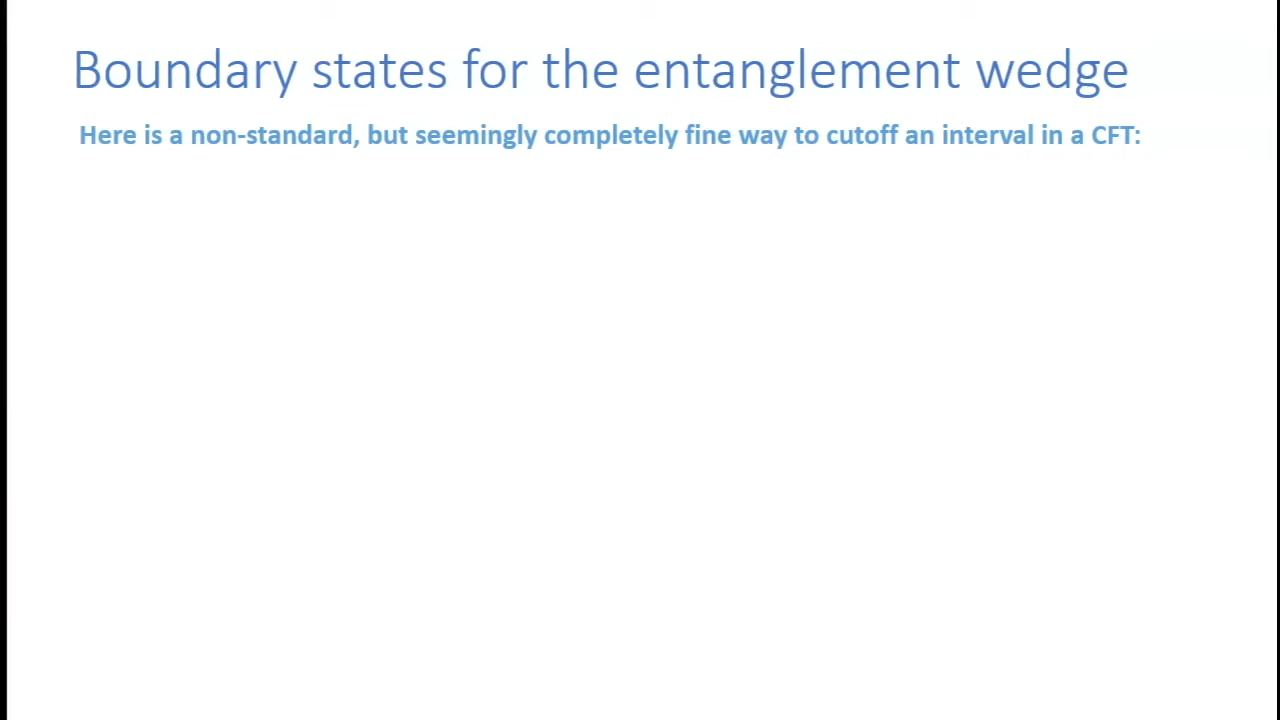 Boundary states for the entanglement wedge
Here is a non-standard, but seemingly completely fine way to cutoff an interval in a CFT: